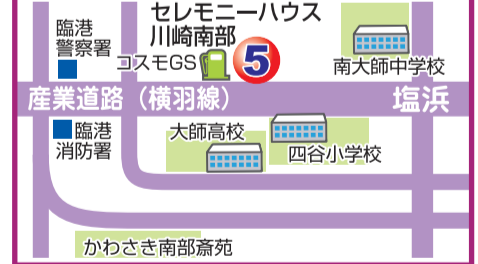 セレモニーハウス
川崎南部
臨港
警察署
コスモGS
5
南大師中学校
産業道路（横羽線）
塩浜
臨港
消防署
大師高校
四谷小学校
かわさき南部斎苑